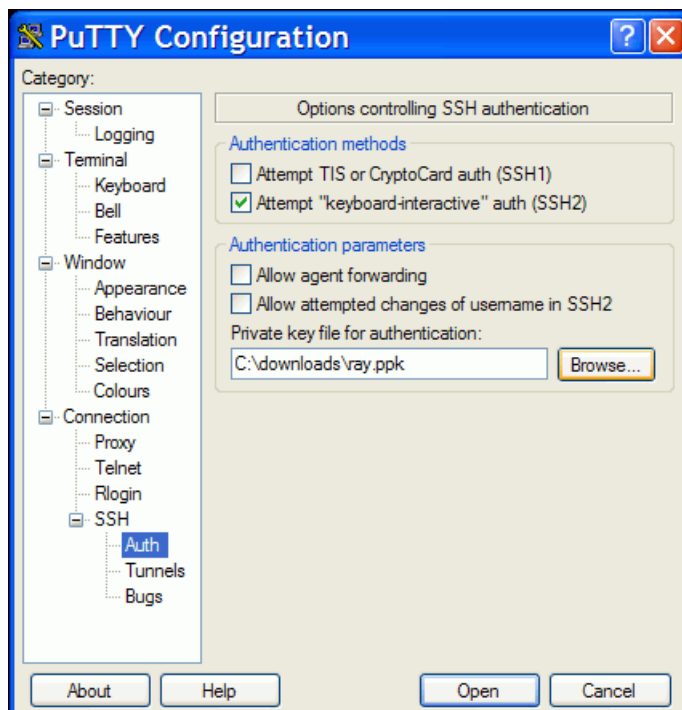 PuTTY Configuration
?
Category:
Session
Logging
Terminal
Keyboard
Bell
Features
Window
Appearance
Behaviour
Translation
Selection
Colours
Connection
Proxy
Telnet
Rlogin
SSH
Auth
Tunnels
Bugs
Options controlling SSH authentication
Authentication methods
Attempt TIS or CryptoCard auth (SSH1)
Attempt "keyboard-interactive" auth (SSH2)
Authentication parameters
Allow agent forwarding
Allow attempted changes of username in SSH2
Private key file for authentication:
C:\downloads\ray.ppk
Browse...
About
Help
Open
Cancel